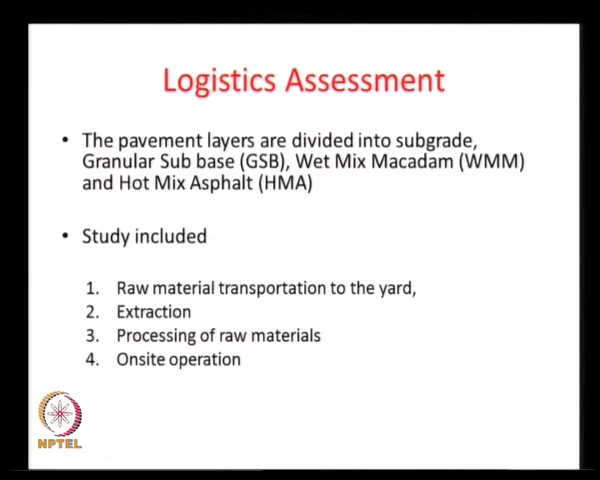 Logistics Assessment
• The pavement layers are divided into subgrade,
Granular Sub base (GSB), Wet Mix Macadam (WMM)
and Hot Mix Asphalt (HMA)
• Study included
1. Raw material transportation to the yard,
2. Extraction
3. Processing of raw materials
4. Onsite operation
NPTEL